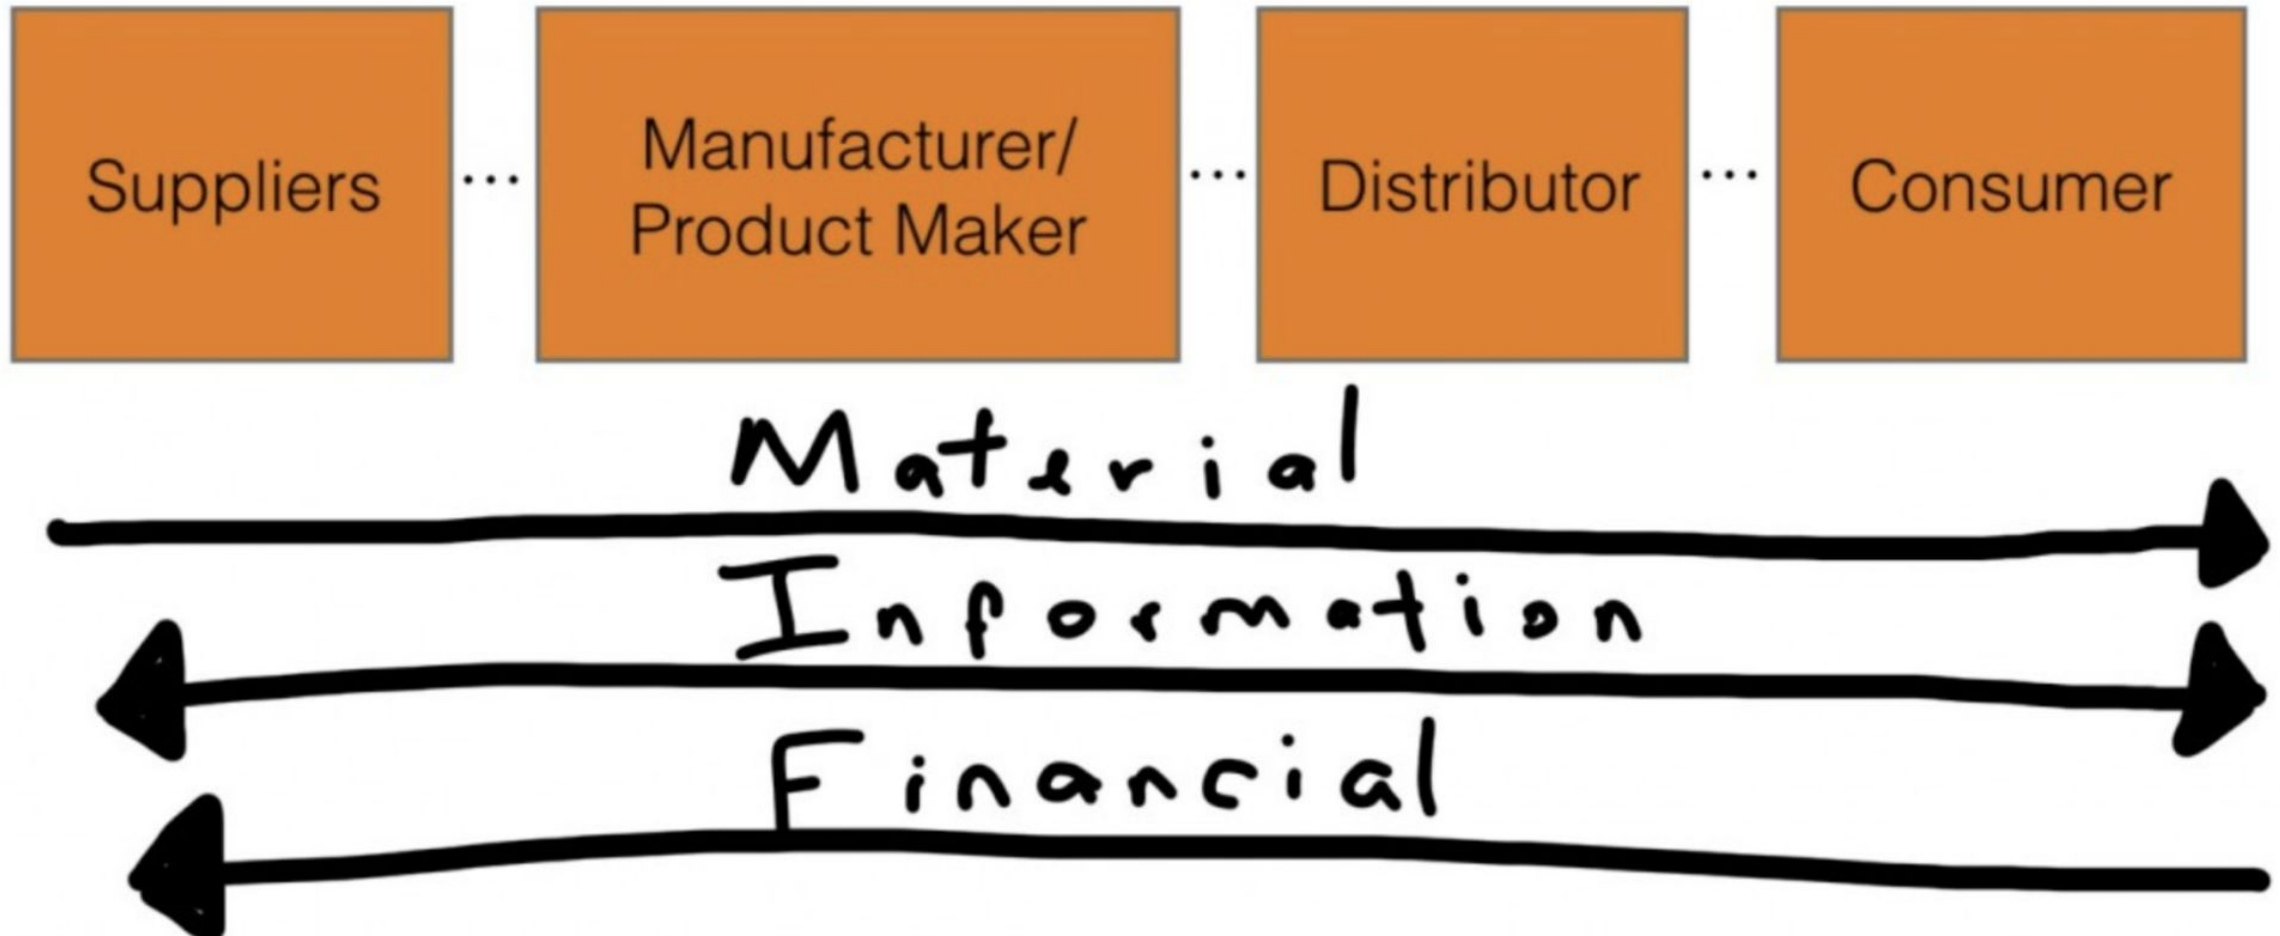 Suppliers
...
Manufacturer/
Product Maker
...
Distributor
...
Consumer
Material
Information
Financial